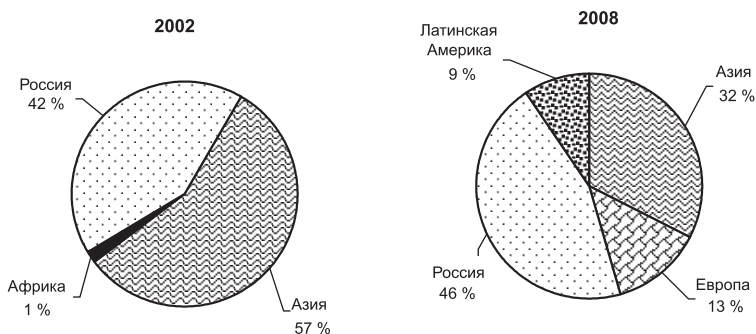 2002
Россия
42 %
Африка
1 %
Азия
57 %
2008
Латинская
Америка
9 %
Азия
32 %
Россия
46 %
Европа
13 %